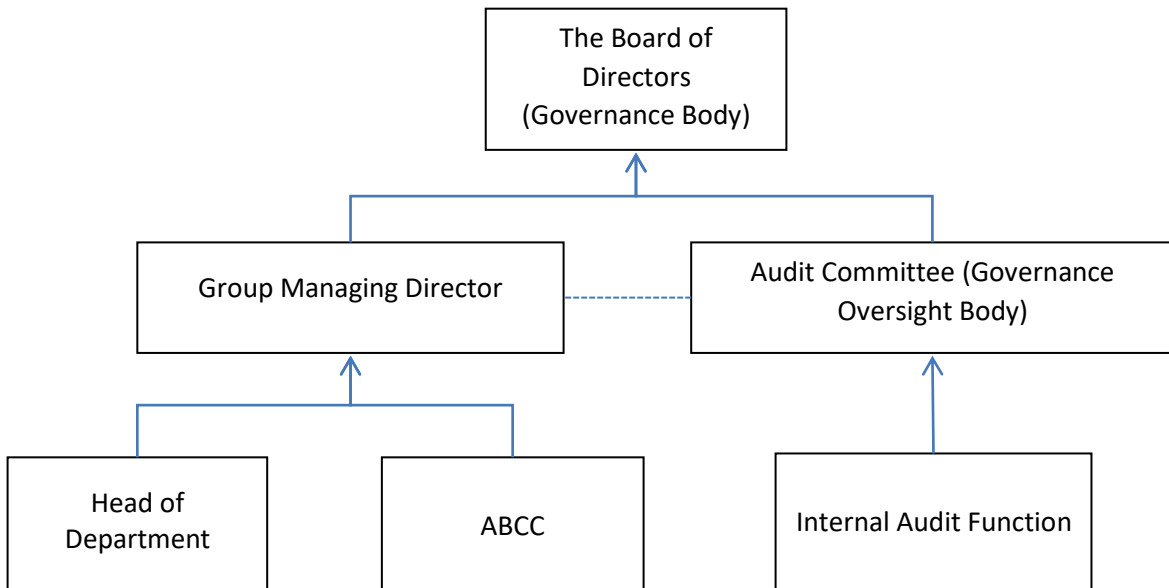 The Board of
Directors
(Governance Body)
Group Managing Director
Audit Committee (Governance
Oversight Body)
Head of
Department
ABCC
Internal Audit Function